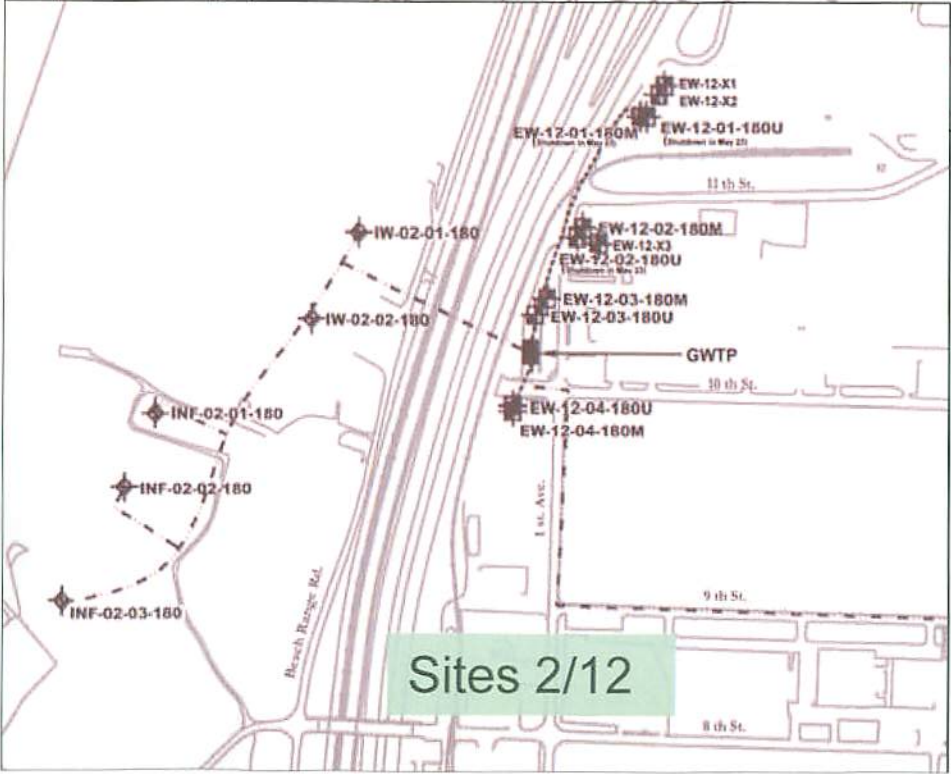 EW-12-X1
EW-12-X2
EW-12-01-180M
EW-12-01-180U
11 th St.
IW-02-01-180
EW-12-02-180M
EW-12-X3
EW-12-02-180U
IW-02-02-180
EW-12-03-180M
EW-12-03-180U
GWTP
10 th St.
INF-02-01-180
EW-12-04-180U
EW-12-04-180M
INF-02-02-180
1 st. Ave.
9 th St.
INF-02-03-180
Beach Range Rd.
Sites 2/12
8 th St.